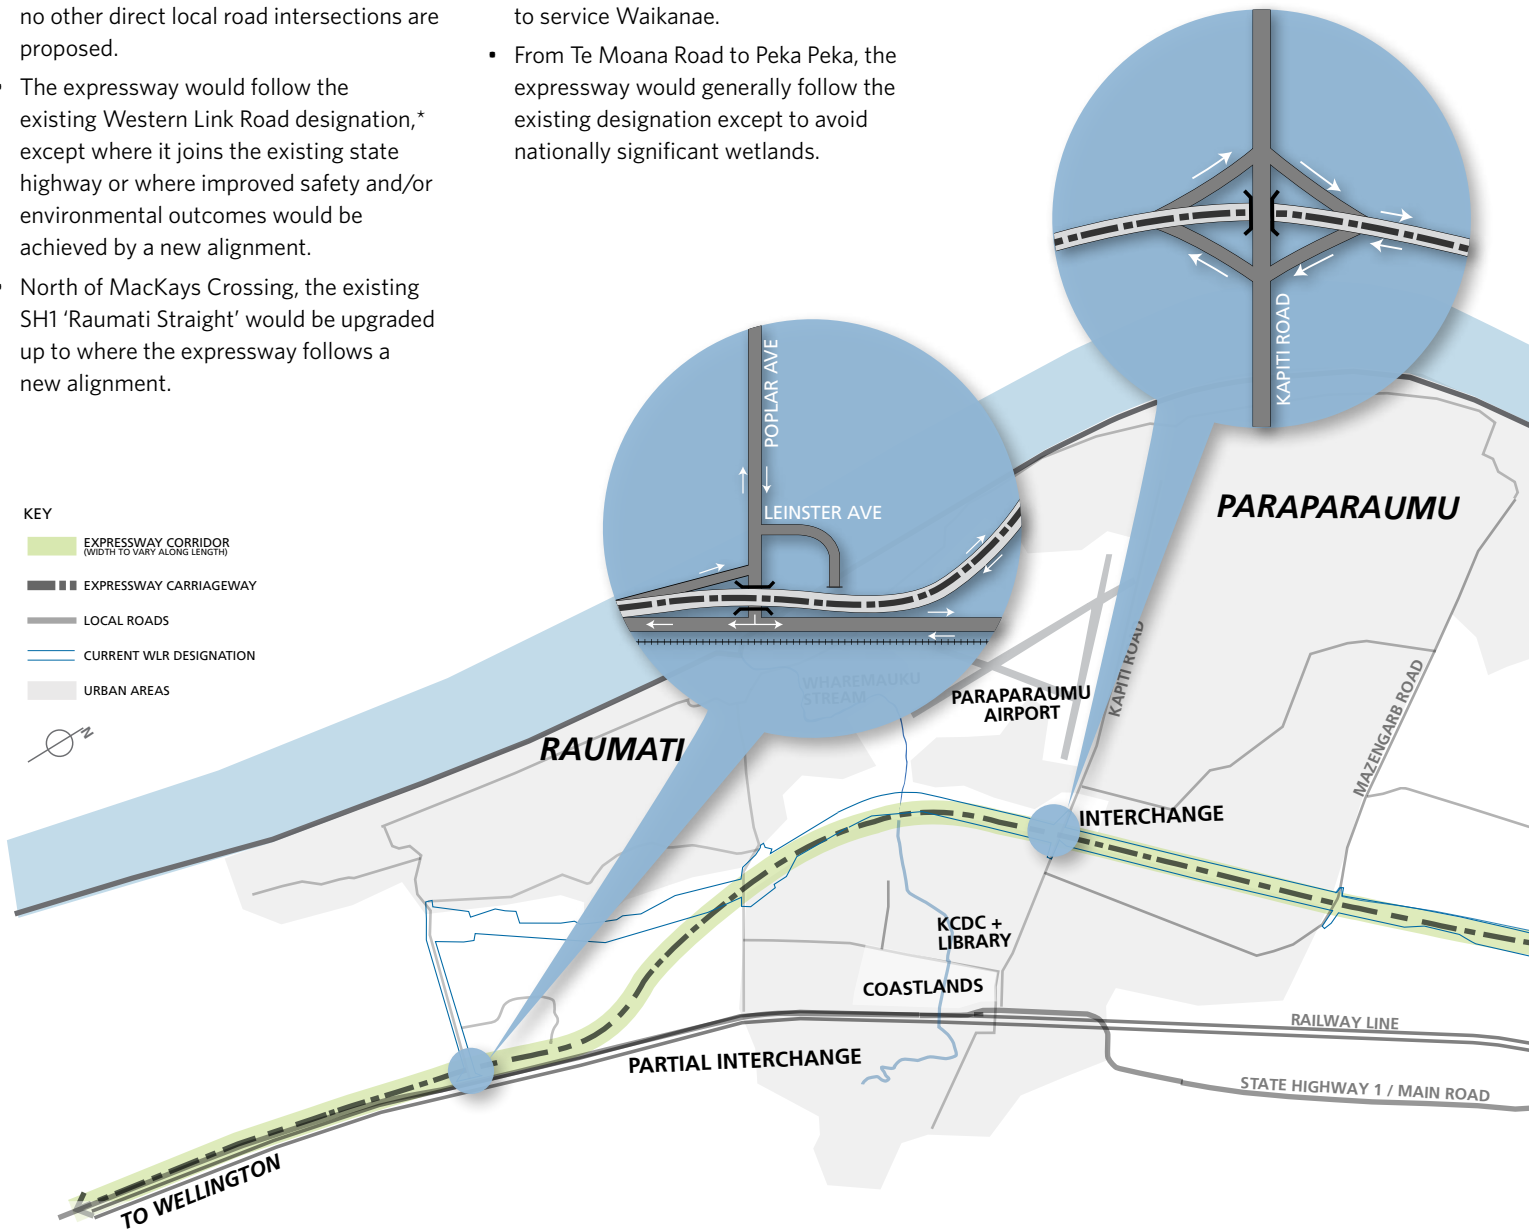 no other direct local road intersections are
proposed.
The expressway would follow the
existing Western Link Road designation,*
except where it joins the existing state
highway or where improved safety and/or
environmental outcomes would be
achieved by a new alignment.
North of MacKays Crossing, the existing
SH1 ‘Raumati Straight’ would be upgraded
up to where the expressway follows a
new alignment.
to service Waikanae.
• From Te Moana Road to Peka Peka, the
expressway would generally follow the
existing designation except to avoid
nationally significant wetlands.
KEY
EXPRESSWAY CORRIDOR
(WIDTH TO VARY ALONG LENGTH)
EXPRESSWAY CARRIAGEWAY
LOCAL ROADS
CURRENT WLR DESIGNATION
URBAN AREAS
N
KAPITI ROAD
POPLAR AVE
LEINSTER AVE
PARAPARAUMU
WHAREMAUKU
STREAM
PARAPARAUMU
AIRPORT
KAPITI ROAD
MAZENGARB ROAD
RAUMATI
INTERCHANGE
KCDC +
LIBRARY
COASTLANDS
RAILWAY LINE
PARTIAL INTERCHANGE
STATE HIGHWAY 1 / MAIN ROAD
TO WELLINGTON